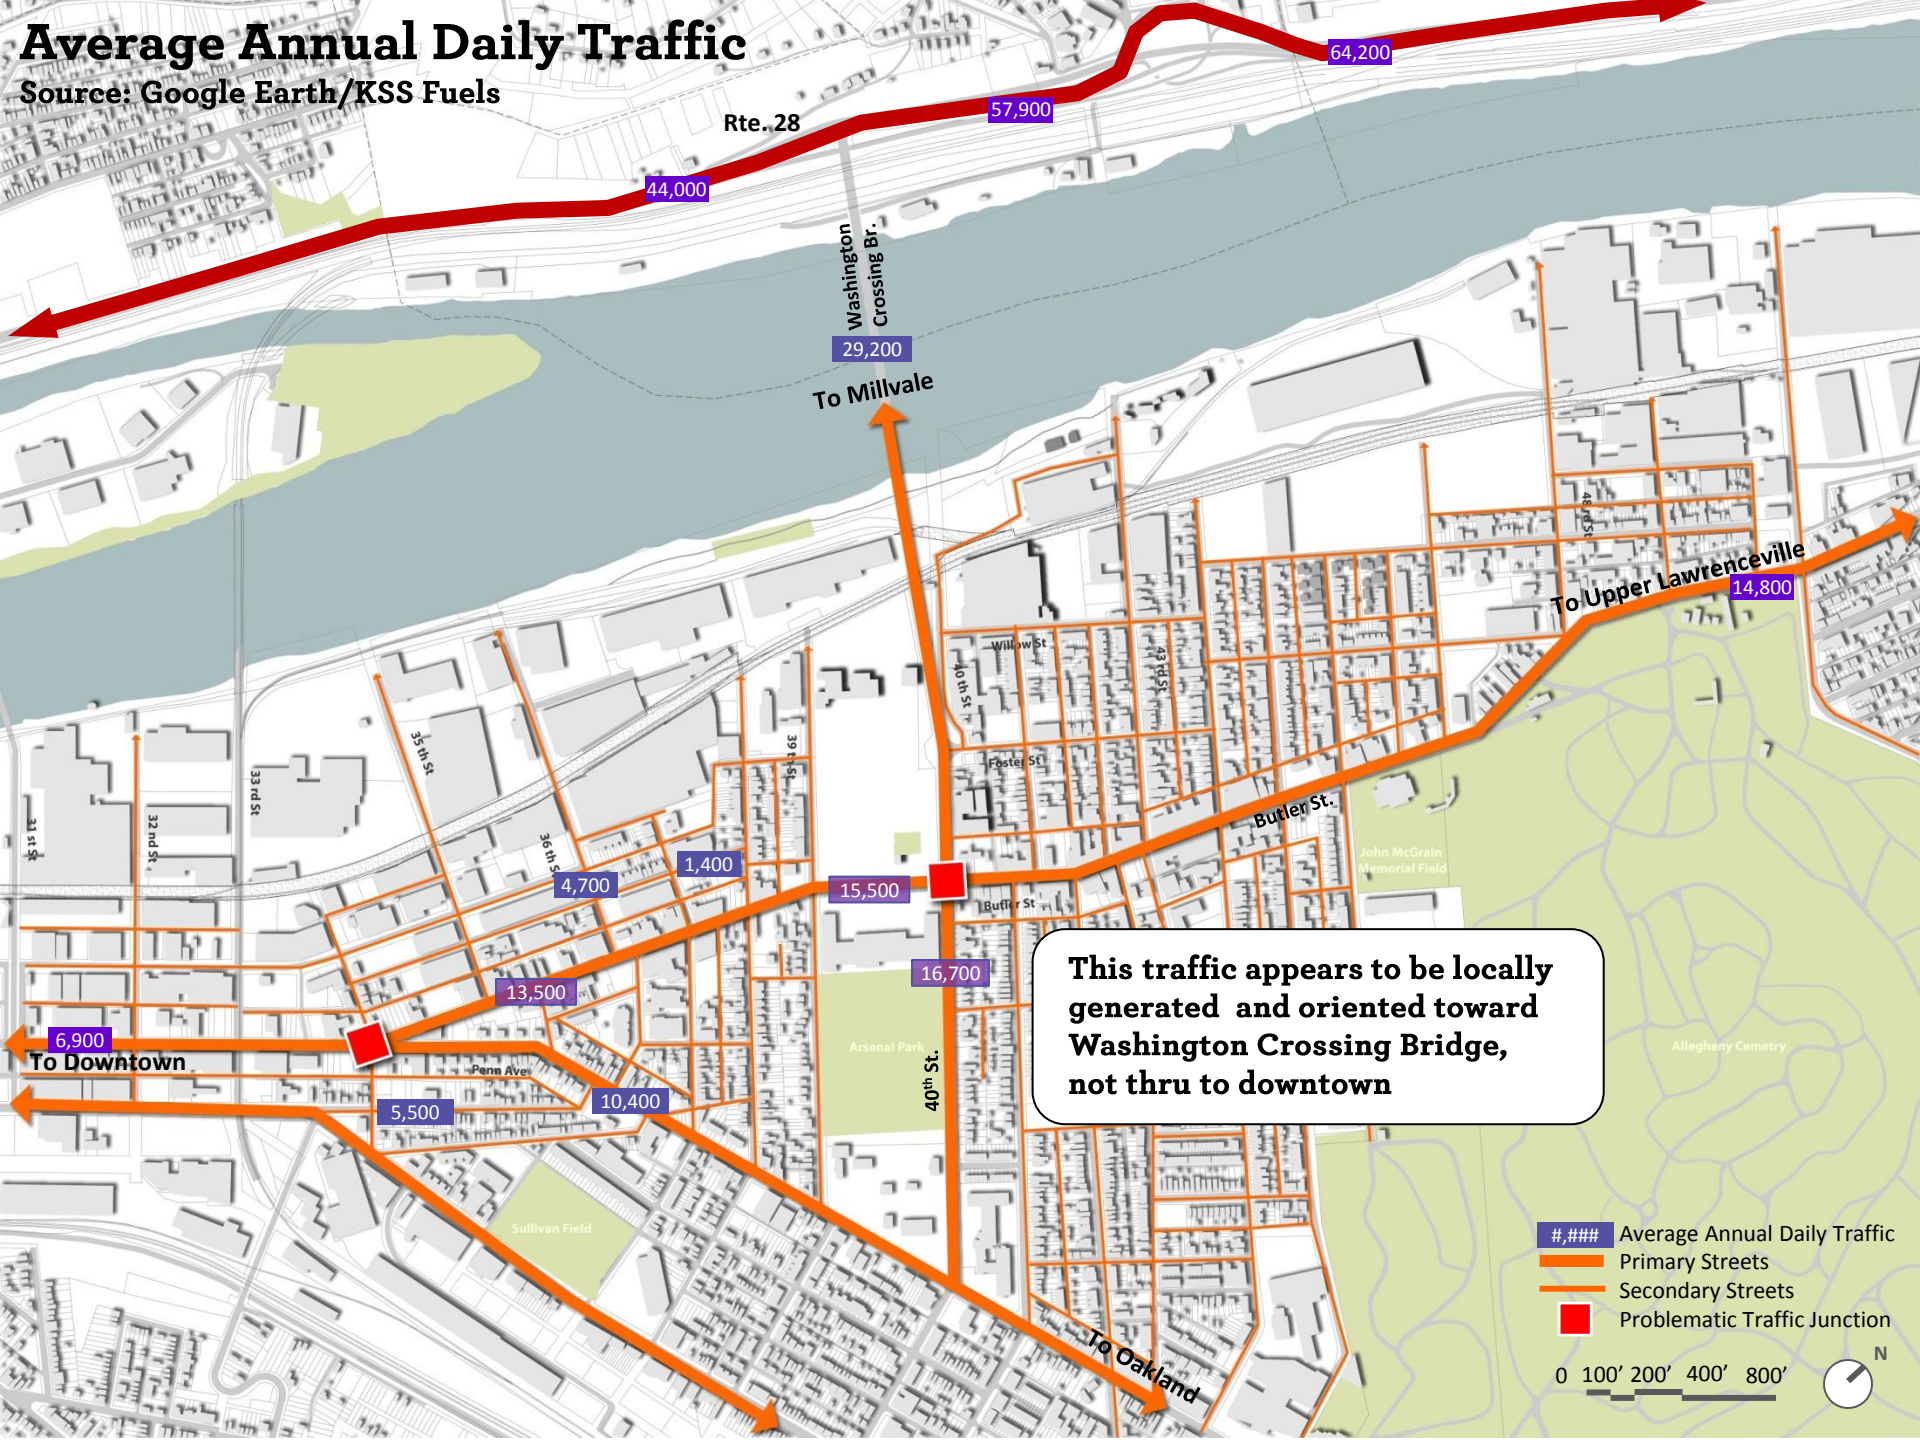 Average Annual Daily Traffic
Source: Google Earth/KSS Fuels
64,200
57,900
Rte. 28
44,000
Washington
Crossing Br.
29,200
To Millvale
48 rd St
To Upper Lawrenceville
14,800
Willow St
40 th St
43 rd St
35 th St
39 th St
Foster St
33 rd St
Butler St.
31 st St
32 nd St
36 th S
1,400
4,700
John McGrain
Memorial Field
15,500
Butler St
This traffic appears to be locally
generated and oriented toward
Washington Crossing Bridge,
not thru to downtown
16,700
13,500
6,900
To Downtown
Penn Ave
Arsenal Park
40th St.
Allegheny Cemetry
5,500
10,400
Sullivan Field
To Oakland
#,### Average Annual Daily Traffic
Primary Streets
Secondary Streets
Problematic Traffic Junction
N
0 100’ 200’ 400’ 800’